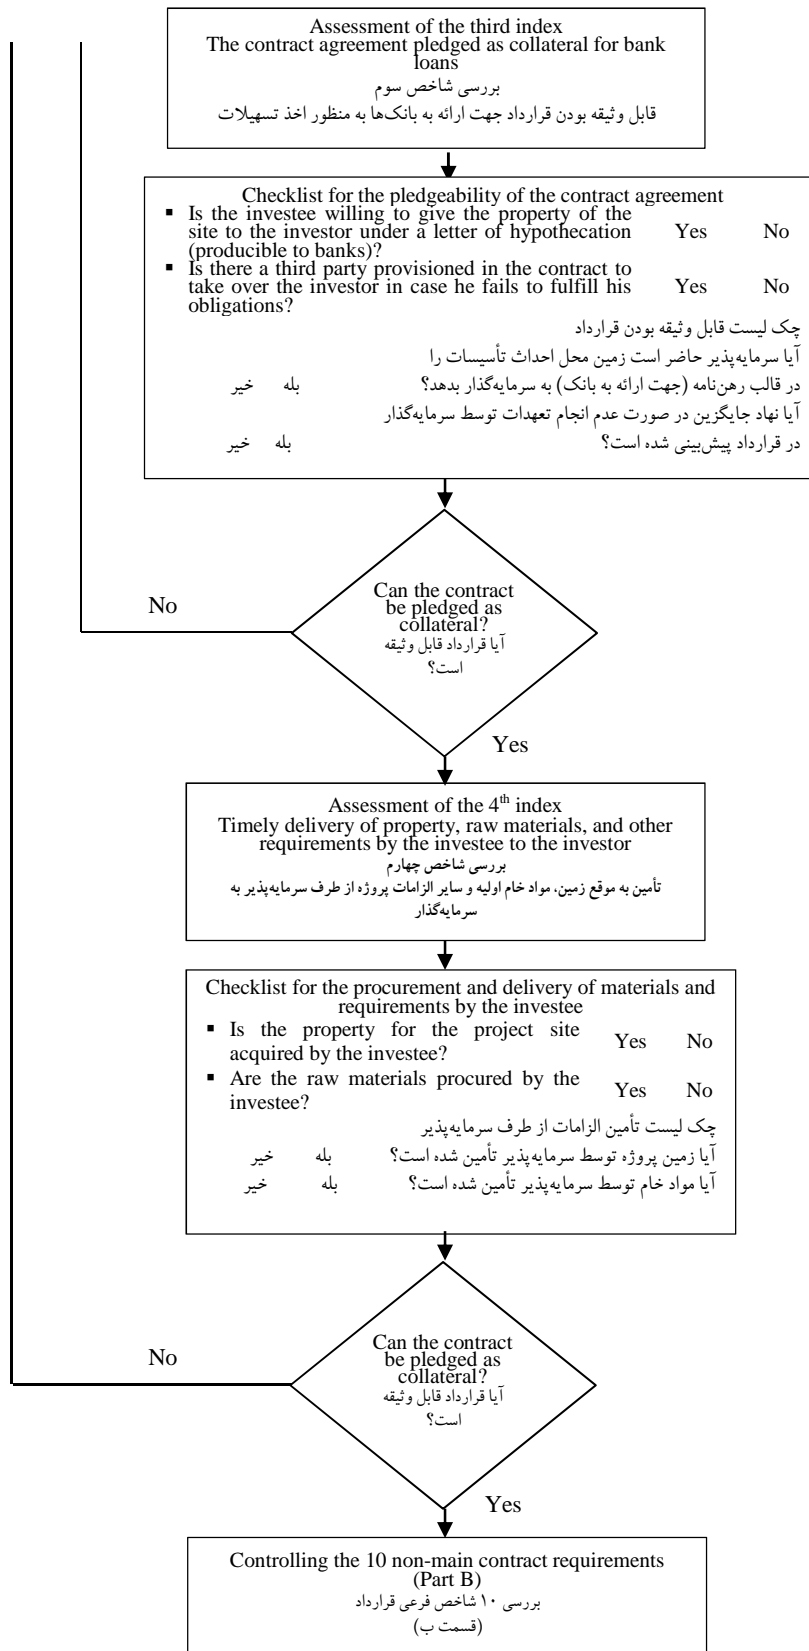 Assessment of the third index
The contract agreement pledged as collateral for bank
loans
بررسی شاخص سوم
قابل وثیقه بودن قرارداد جهت ارائه به بانک‌ها به منظور اخذ تسهیلات
Checklist for the pledgeability of the contract agreement
▪ Is the investee willing to give the property of the
site to the investor under a letter of hypothecation Yes No
(producible to banks)?
▪ Is there a third party provisioned in the contract to
take over the investor in case he fails to fulfill his Yes No
obligations?
چک لیست قابل وثیقه بودن قرارداد
آیا سرمایه‌پذیر حاضر است زمین محل احداث تأسیسات را
در قالب رهن‌نامه (جهت ارائه به بانک) به سرمایه‌گذار بدهد؟ بله خیر
آیا نهاد جایگزین در صورت عدم انجام تعهدات توسط سرمایه‌گذار
در قرارداد پیش‌بینی شده است؟ بله خیر
Can the contract
be pledged as
collateral?
آیا قرارداد قابل وثیقه
است؟
No
Yes
Assessment of the 4th index
Timely delivery of property, raw materials, and other
requirements by the investee to the investor
بررسی شاخص چهارم
تأمین به موقع زمین، مواد خام اولیه و سایر الزامات پروژه از طرف سرمایه‌پذیر به
سرمایه‌گذار
Checklist for the procurement and delivery of materials and
requirements by the investee
▪ Is the property for the project site
acquired by the investee? Yes No
▪ Are the raw materials procured by the
investee? Yes No
چک لیست تأمین الزامات از طرف سرمایه‌پذیر
آیا زمین پروژه توسط سرمایه‌پذیر تأمین شده است؟ بله خیر
آیا مواد خام توسط سرمایه‌پذیر تأمین شده است؟ بله خیر
Can the contract
be pledged as
collateral?
آیا قرارداد قابل وثیقه
است؟
No
Yes
Controlling the 10 non-main contract requirements
(Part B)
بررسی ۱۰ شاخص فرعی قرارداد
(قسمت ب)